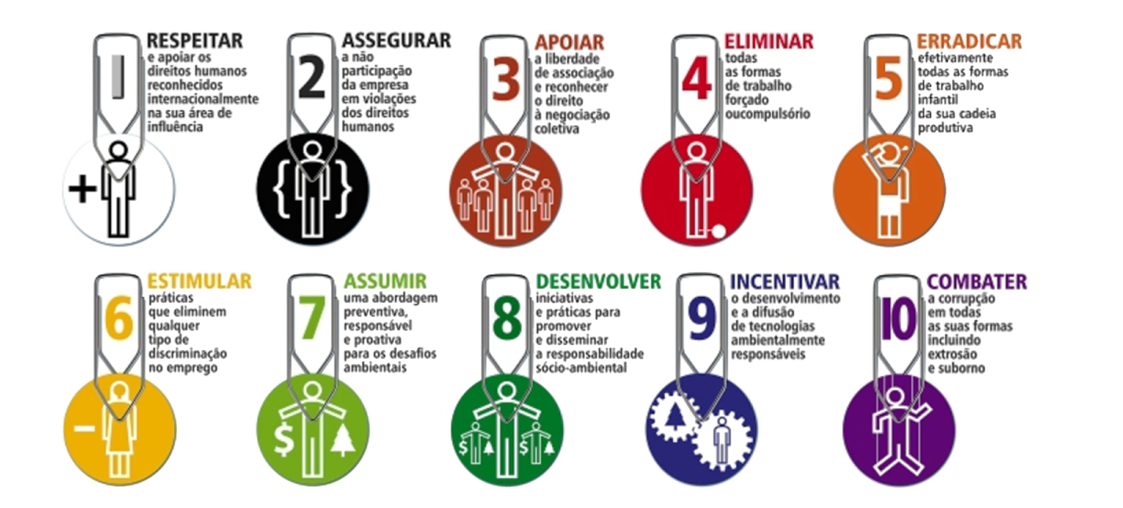 1
RESPEITAR
e apoiar os
direitos humanos
reconhecidos
internacionalmente
na sua área de
influência
2
ASSEGURAR
a não
participação
da empresa
em violações
dos direitos
humanos
3
APOIAR
a liberdade
de associação
e reconhecer
o direito
à negociação
coletiva
4
ELIMINAR
todas
as formas
de trabalho
forçado
oucompulsório
5
ERRADICAR
efetivamente
todas as formas
de trabalho
infantil
da sua cadeia
produtiva
6
ESTIMULAR
práticas
que eliminem
qualquer
tipo de
discriminação
no emprego
7
ASSUMIR
uma abordagem
preventiva,
responsável
e proativa
para os desafios
ambientais
8
DESENVOLVER
iniciativas
e práticas para
promover
e disseminar
a responsabilidade
sócio-ambiental
9
INCENTIVAR
o desenvolvimento
e a difusão
de tecnologias
ambientalmente
responsáveis
10
COMBATER
a corrupção
em todas
as suas formas
incluindo
extrosão
e suborno